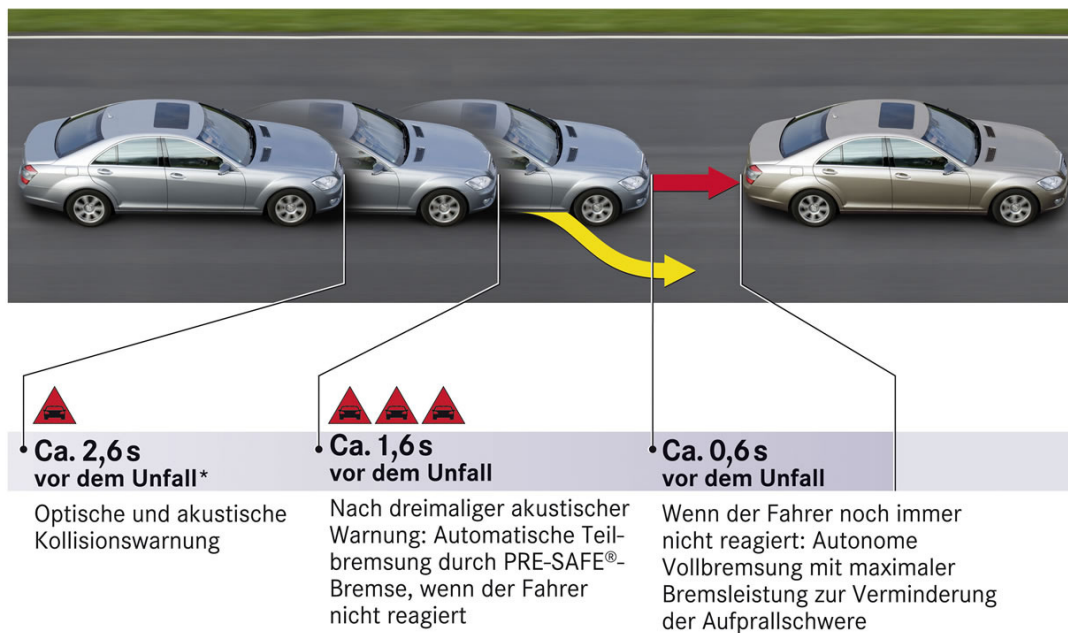 Ca. 2,6 s
vor dem Unfall*
Optische und akustische
Kollisionswarnung
Ca. 1,6 s
vor dem Unfall
Nach dreimaliger akustischer
Warnung: Automatische Teil-
bremsung durch PRE-SAFE®-
Bremse, wenn der Fahrer
nicht reagiert
Ca. 0,6 s
vor dem Unfall
Wenn der Fahrer noch immer
nicht reagiert: Autonome
Vollbremsung mit maximaler
Bremsleistung zur Verminderung
der Aufprallschwere